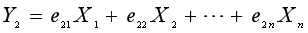 Y₂ = e₂₁X₁ + e₂₂X₂ + ⋯ + e₂ₙXₙ